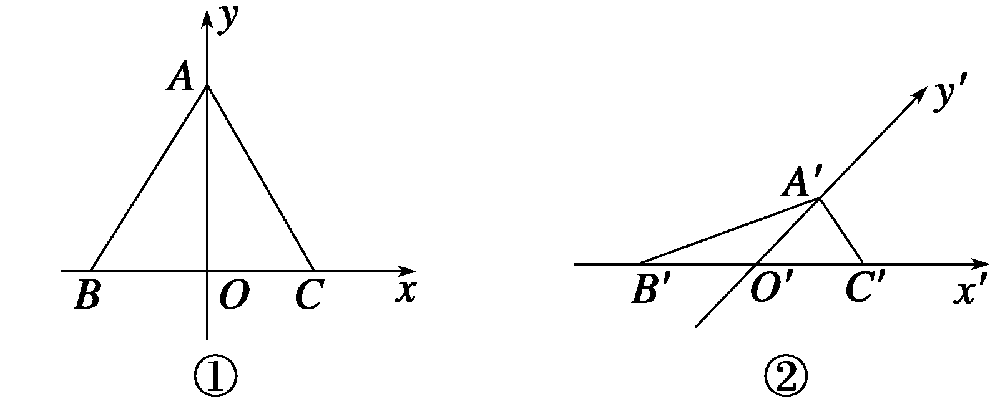 y
A
B O C x
①
y′
A′
B′ O′ C′ x′
②